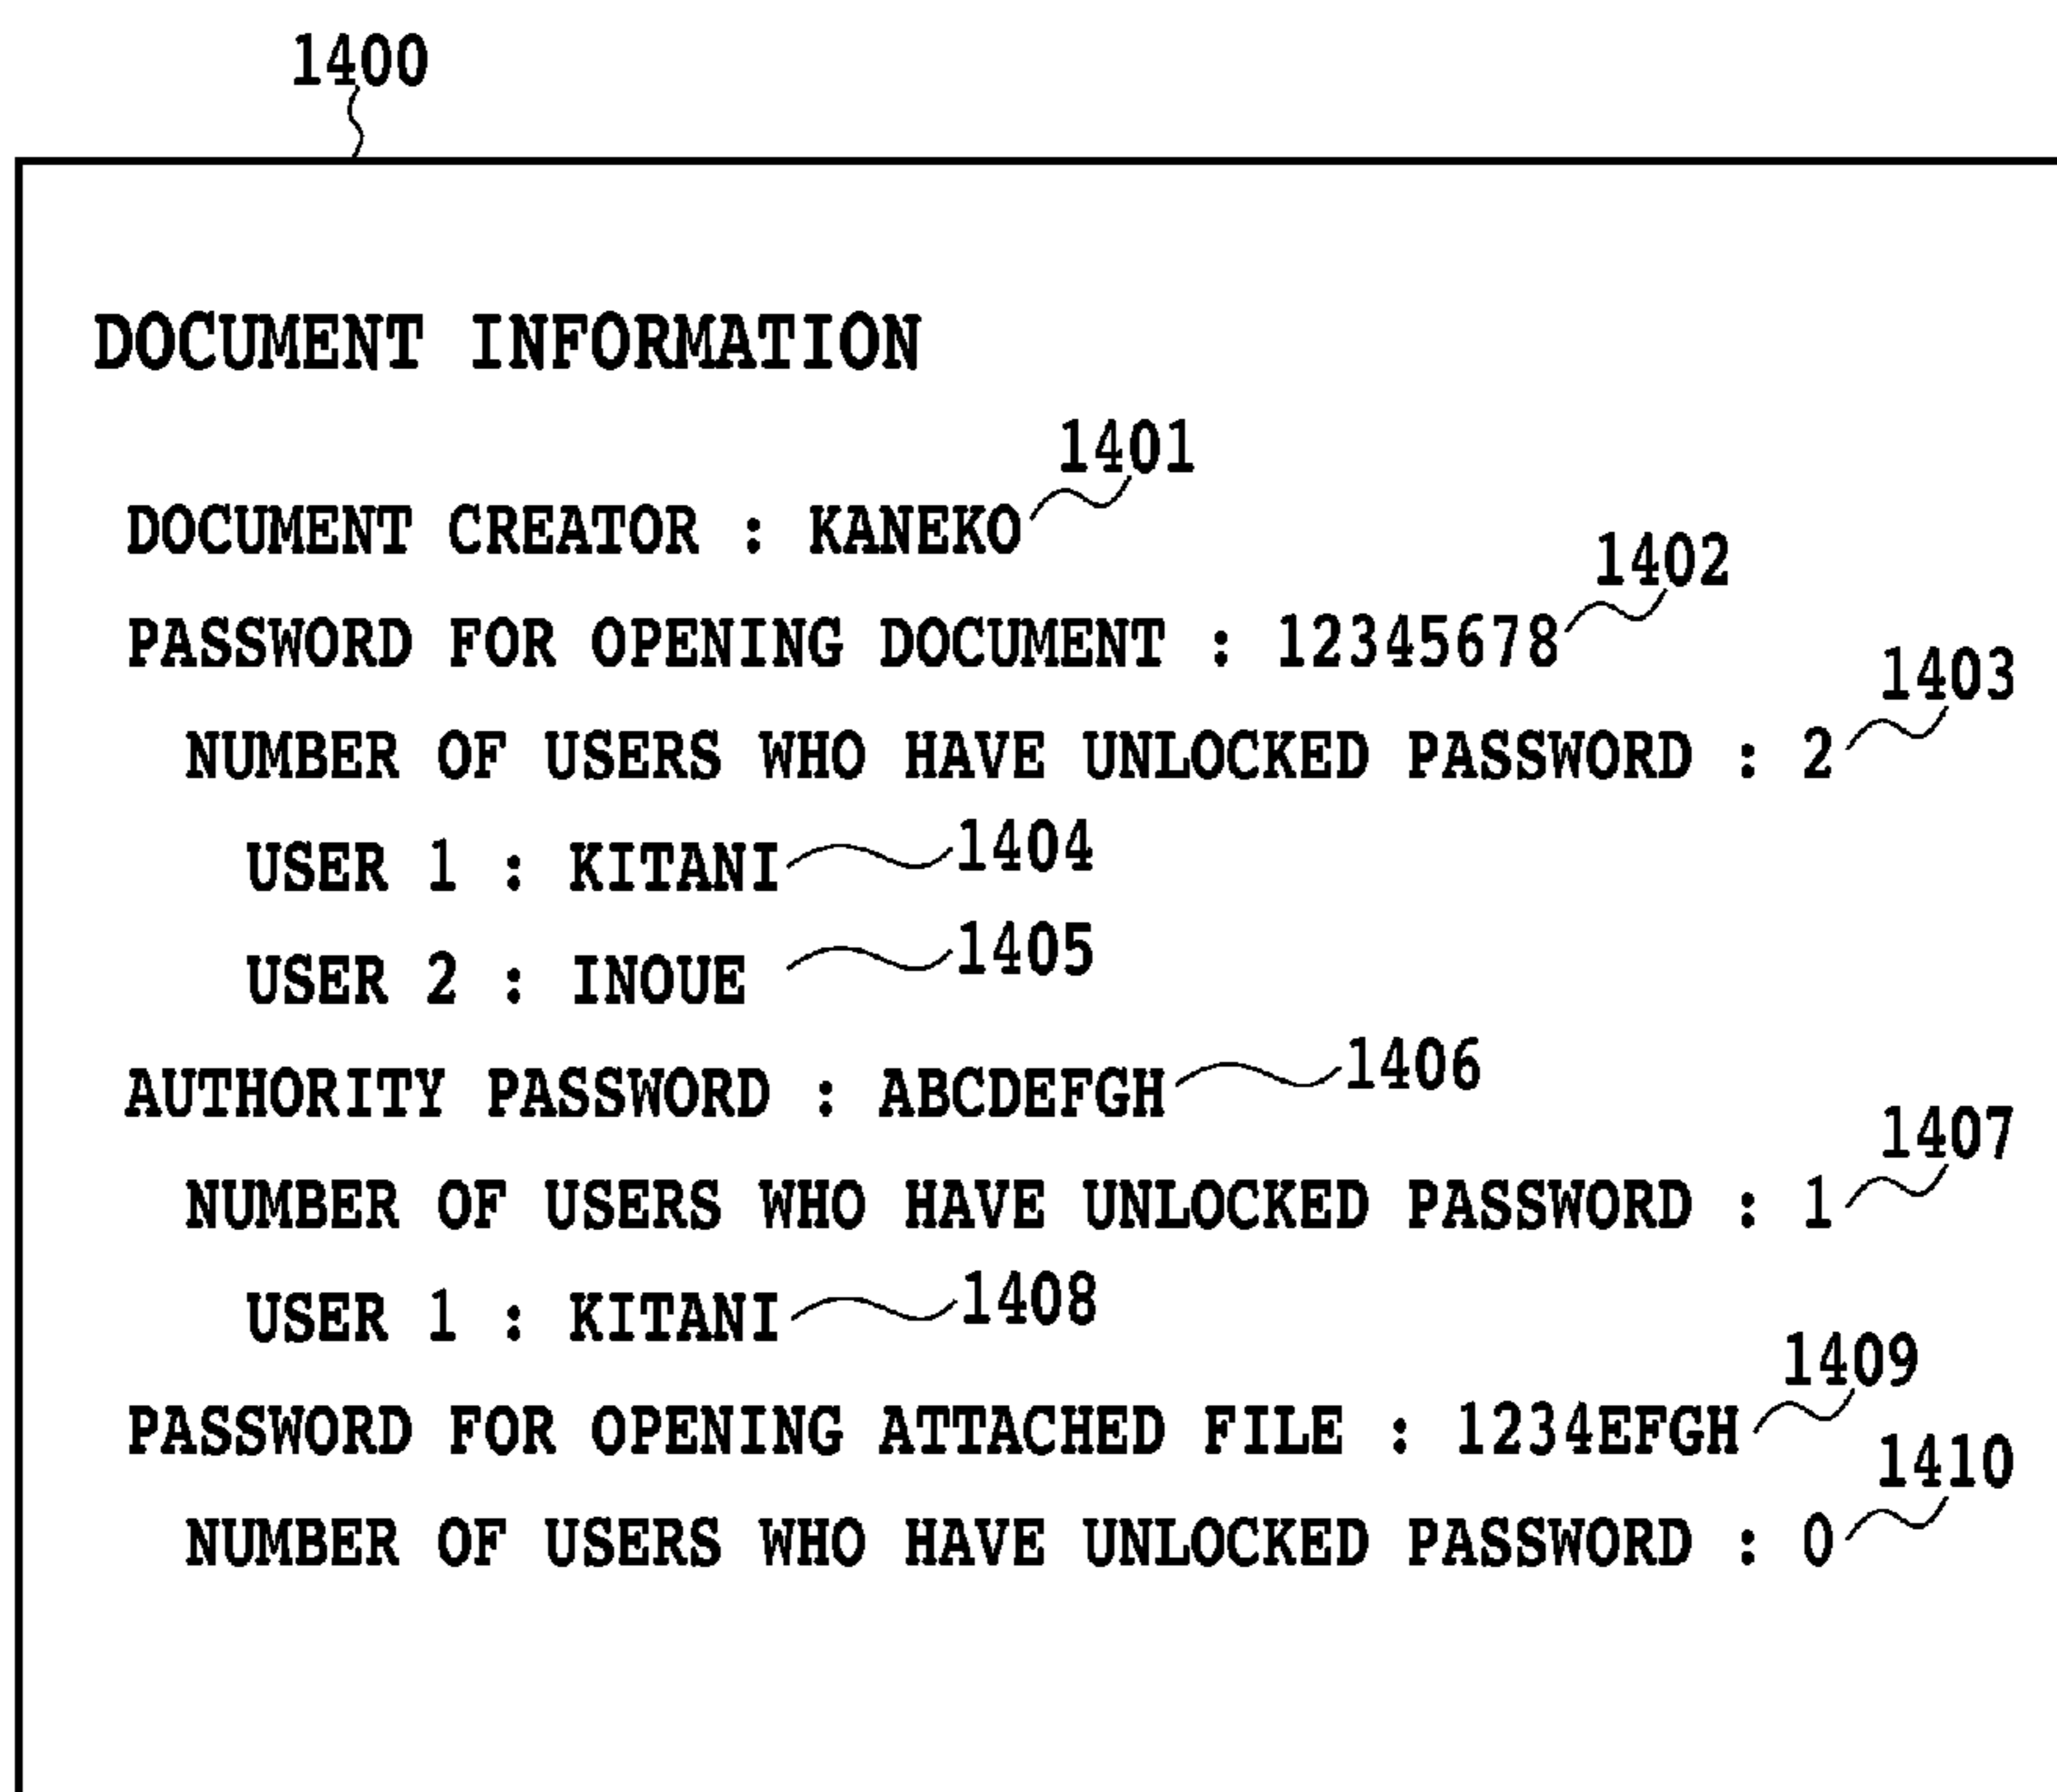 1400
DOCUMENT INFORMATION
1401
DOCUMENT CREATOR : KANEKO
1402
PASSWORD FOR OPENING DOCUMENT : 12345678
1403
NUMBER OF USERS WHO HAVE UNLOCKED PASSWORD : 2
USER 1 : KITANI 1404
USER 2 : INOUE 1405
AUTHORITY PASSWORD : ABCDEFGH 1406
1407
NUMBER OF USERS WHO HAVE UNLOCKED PASSWORD : 1
USER 1 : KITANI 1408
1409
PASSWORD FOR OPENING ATTACHED FILE : 1234EFGH
1410
NUMBER OF USERS WHO HAVE UNLOCKED PASSWORD : 0